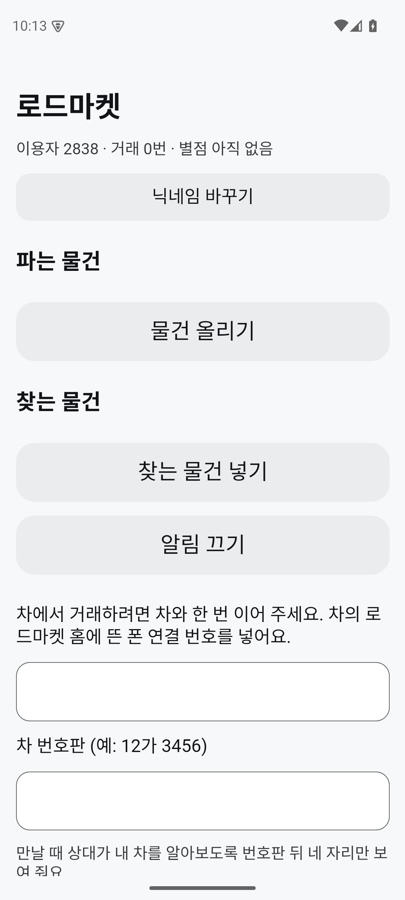 10:13
로드마켓
이용자 2838 · 거래 0번 · 별점 아직 없음
닉네임 바꾸기
파는 물건
물건 올리기
찾는 물건
찾는 물건 넣기
알림 끄기
차에서 거래하려면 차와 한 번 이어 주세요. 차의 로
드마켓 홈에 뜬 폰 연결 번호를 넣어요.
차 번호판 (예: 12가 3456)
만날 때 상대가 내 차를 알아보도록 번호판 뒤 네 자리만 보
여 줘요